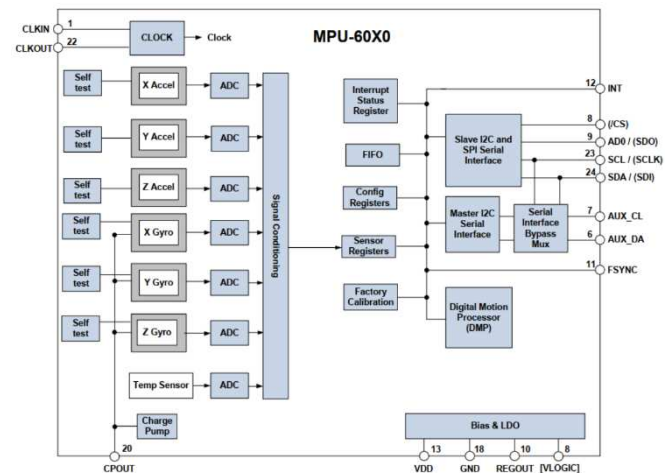 MPU-60X0
CLKIN
1
CLKOUT
22
CLOCK
Clock
Self
test
X Accel
ADC
Self
test
Y Accel
ADC
Self
test
Z Accel
ADC
Self
test
X Gyro
ADC
Self
test
Y Gyro
ADC
Self
test
Z Gyro
ADC
Temp Sensor
ADC
Charge
Pump
20
CPOUT
Signal Conditioning
Interrupt
Status
Register
FIFO
Config
Registers
Sensor
Registers
Factory
Calibration
Slave I2C and
SPI Serial
Interface
Master I2C
Serial
Interface
Serial
Interface
Bypass
Mux
Digital Motion
Processor
(DMP)
12
INT
8
(/CS)
9
AD0 / (SDO)
23
SCL / (SCLK)
24
SDA / (SDI)
7
AUX_CL
6
AUX_DA
11
FSYNC
Bias & LDO
13
18
10
8
VDD
GND
REGOUT
[VLOGIC]